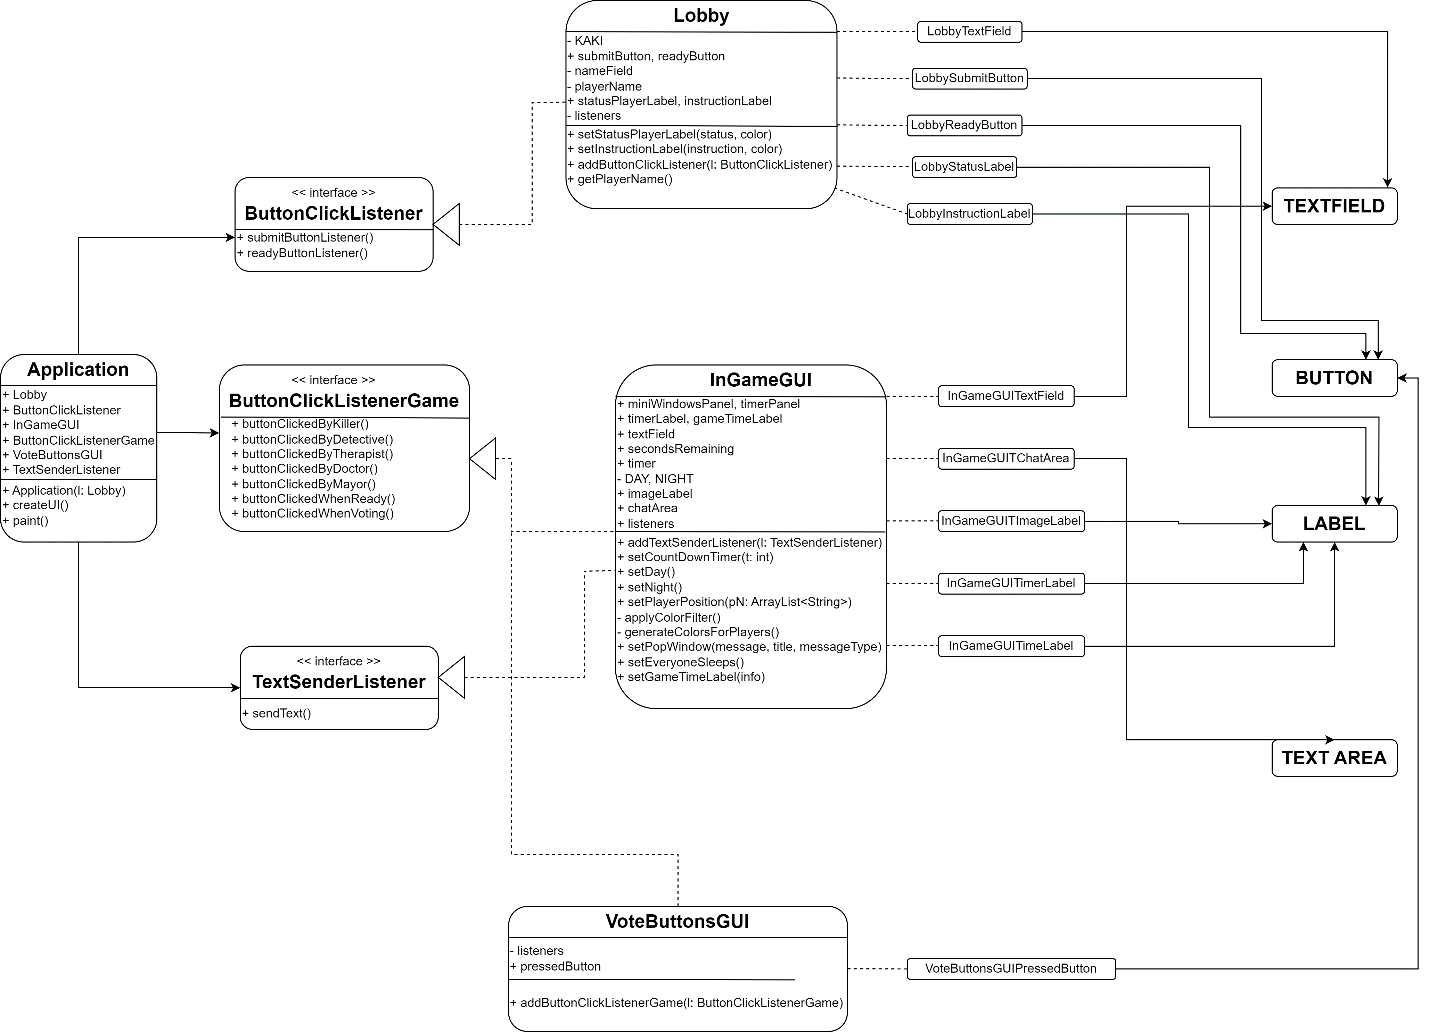 Lobby
- KAKI
+ submitButton, readyButton
- nameField
- playerName
+ statusPlayerLabel, instructionLabel
- listeners
+ setStatusPlayerLabel(status, color)
+ setInstructionLabel(instruction, color)
+ addButtonClickListener(l: ButtonClickListener)
+ getPlayerName()
LobbyTextField
LobbySubmitButton
LobbyReadyButton
LobbyStatusLabel
LobbyInstructionLabel
<< interface >>
ButtonClickListener
+ submitButtonListener()
+ readyButtonListener()
TEXTFIELD
BUTTON
Application
+ Lobby
+ ButtonClickListener
+ InGameGUI
+ ButtonClickListenerGame
+ VoteButtonsGUI
+ TextSenderListener
+ Application(l: Lobby)
+ createUI()
+ paint()
<< interface >>
ButtonClickListenerGame
+ buttonClickedByKiller()
+ buttonClickedByDetective()
+ buttonClickedByTherapist()
+ buttonClickedByDoctor()
+ buttonClickedByMayor()
+ buttonClickedWhenReady()
+ buttonClickedWhenVoting()
InGameGUI
+ miniWindowsPanel, timerPanel
+ timerLabel, gameTimeLabel
+ textField
+ secondsRemaining
+ timer
- DAY, NIGHT
+ imageLabel
+ chatArea
+ listeners
+ addTextSenderListener(l: TextSenderListener)
+ setCountDownTimer(t: int)
+ setDay()
+ setNight()
+ setPlayerPosition(pN: ArrayList<String>)
- applyColorFilter()
- generateColorsForPlayers()
+ setPopWindow(message, title, messageType)
+ setEveryoneSleeps()
+ setGameTimeLabel(info)
InGameGUITextField
InGameGUITChatArea
InGameGUITImageLabel
InGameGUITimerLabel
InGameGUITimeLabel
LABEL
<< interface >>
TextSenderListener
+ sendText()
TEXT AREA
VoteButtonsGUI
- listeners
+ pressedButton
+ addButtonClickListenerGame(l: ButtonClickListenerGame)
VoteButtonsGUIPressedButton